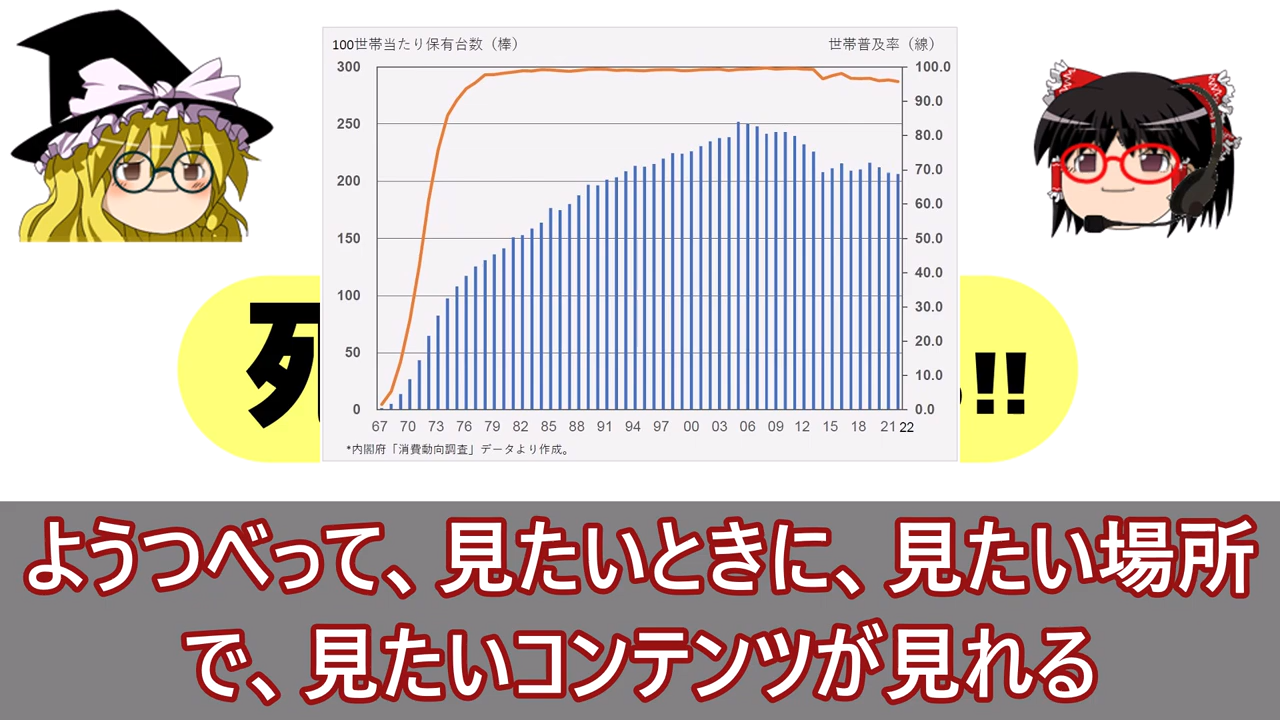 100世帯当たり保有台数（棒）
世帯普及率（線）
300
250
200
150
100
50
0
100.0
90.0
80.0
70.0
60.0
50.0
40.0
30.0
20.0
10.0
0.0
67 70 73 76 79 82 85 88 91 94 97 00 03 06 09 12 15 18 21 22
*内閣府「消費動向調査」データより作成。
死
!!
ようつべって、見たいときに、見たい場所
で、見たいコンテンツが見れる